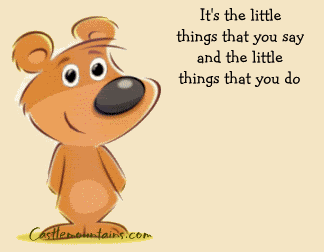 It's the little
things that you say
and the little
things that you do
Castlemountains.com